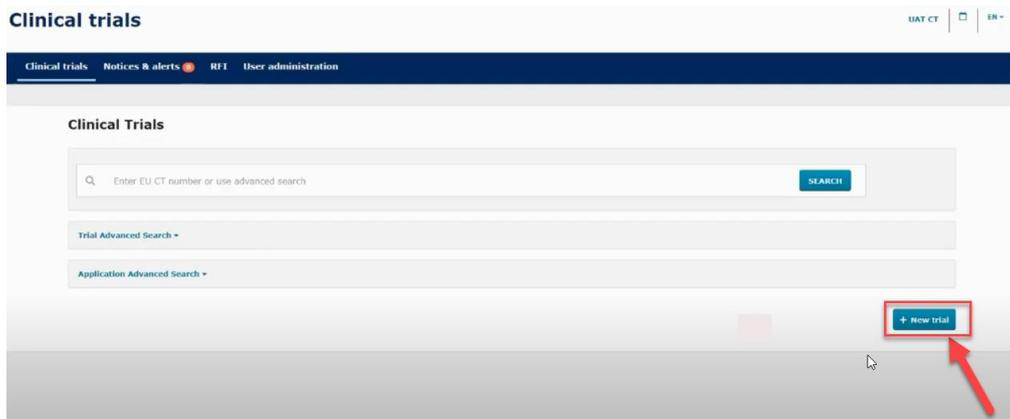 Clinical trials
UAT CT EN
Clinical trials Notices & alerts RFI User administration
Clinical Trials
Enter EU CT number or use advanced search SEARCH
Trial Advanced Search
Application Advanced Search
+ New trial